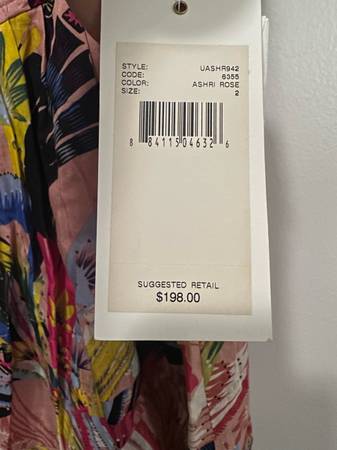 STYLE: UASHR942
CODE: 6355
COLOR: ASHRI ROSE
SIZE: 2
8 84115 04632 6
SUGGESTED RETAIL
$198.00